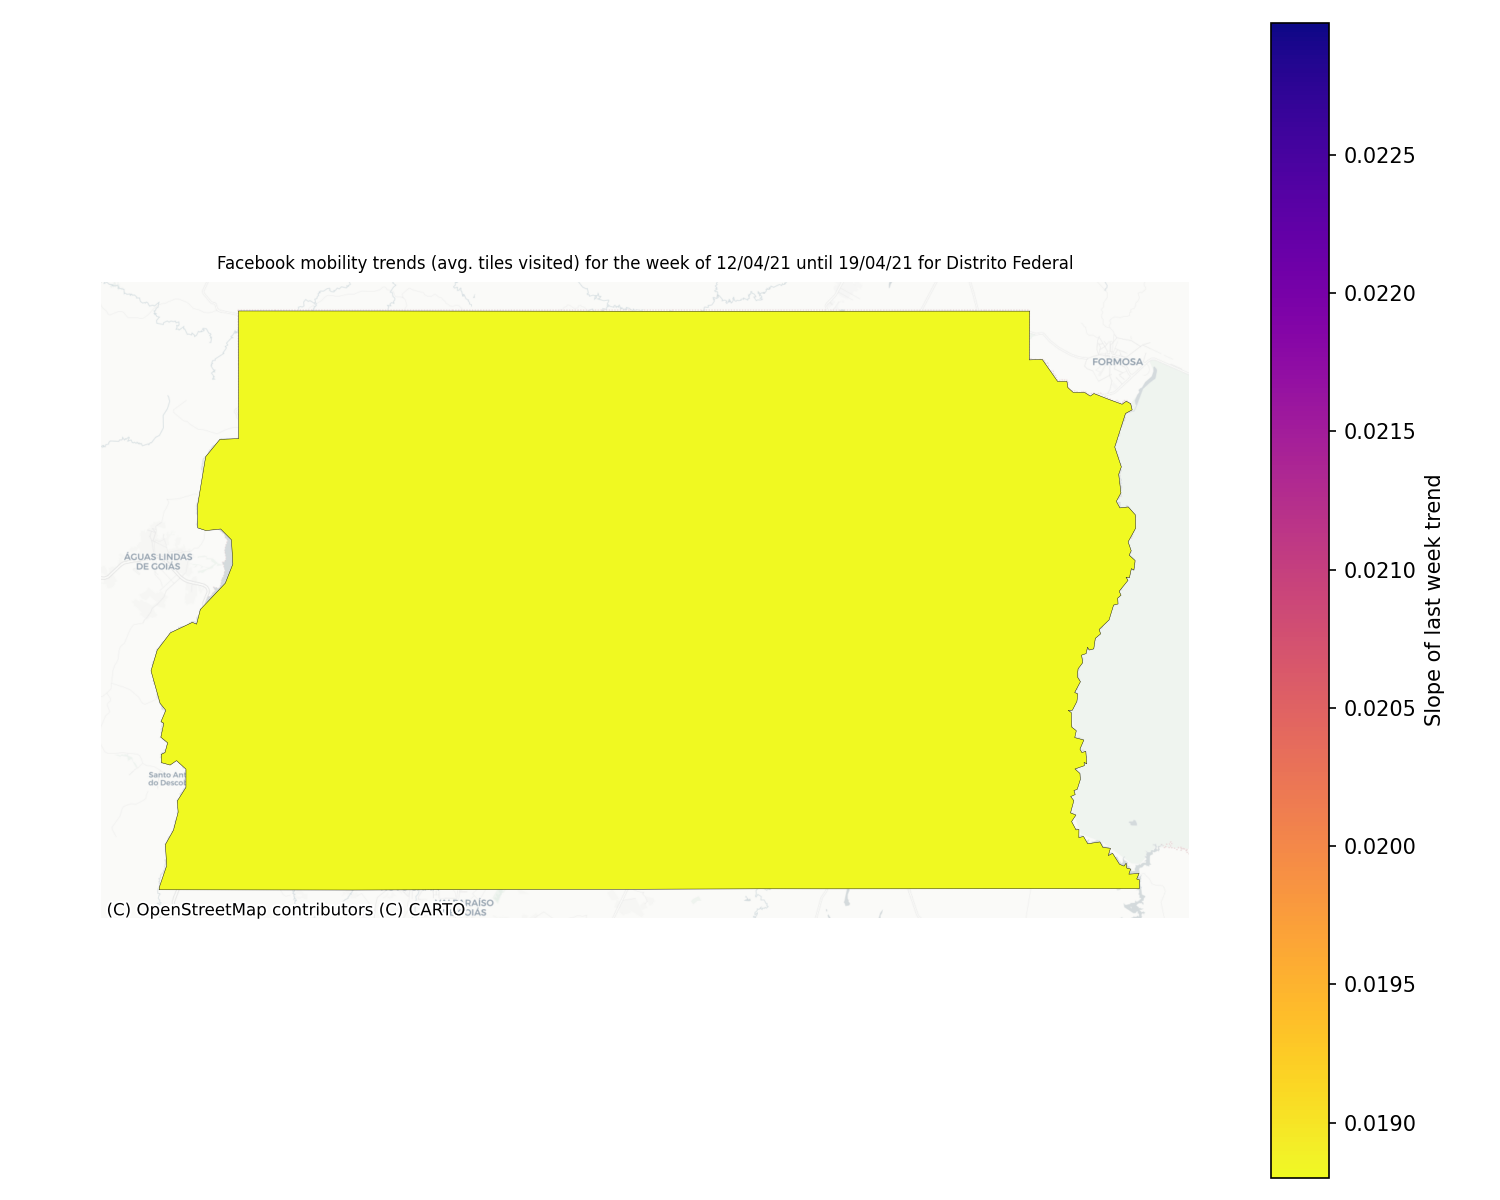 Facebook mobility trends (avg. tiles visited) for the week of 12/04/21 until 19/04/21 for Distrito Federal
FORMOSA
ÁGUAS LINDAS
DE GOIÁS
Santo
do
(C) OpenStreetMap contributors (C) CARTO
0.0225
0.0220
0.0215
0.0210
0.0205
0.0200
0.0195
0.0190
Slope of last week trend